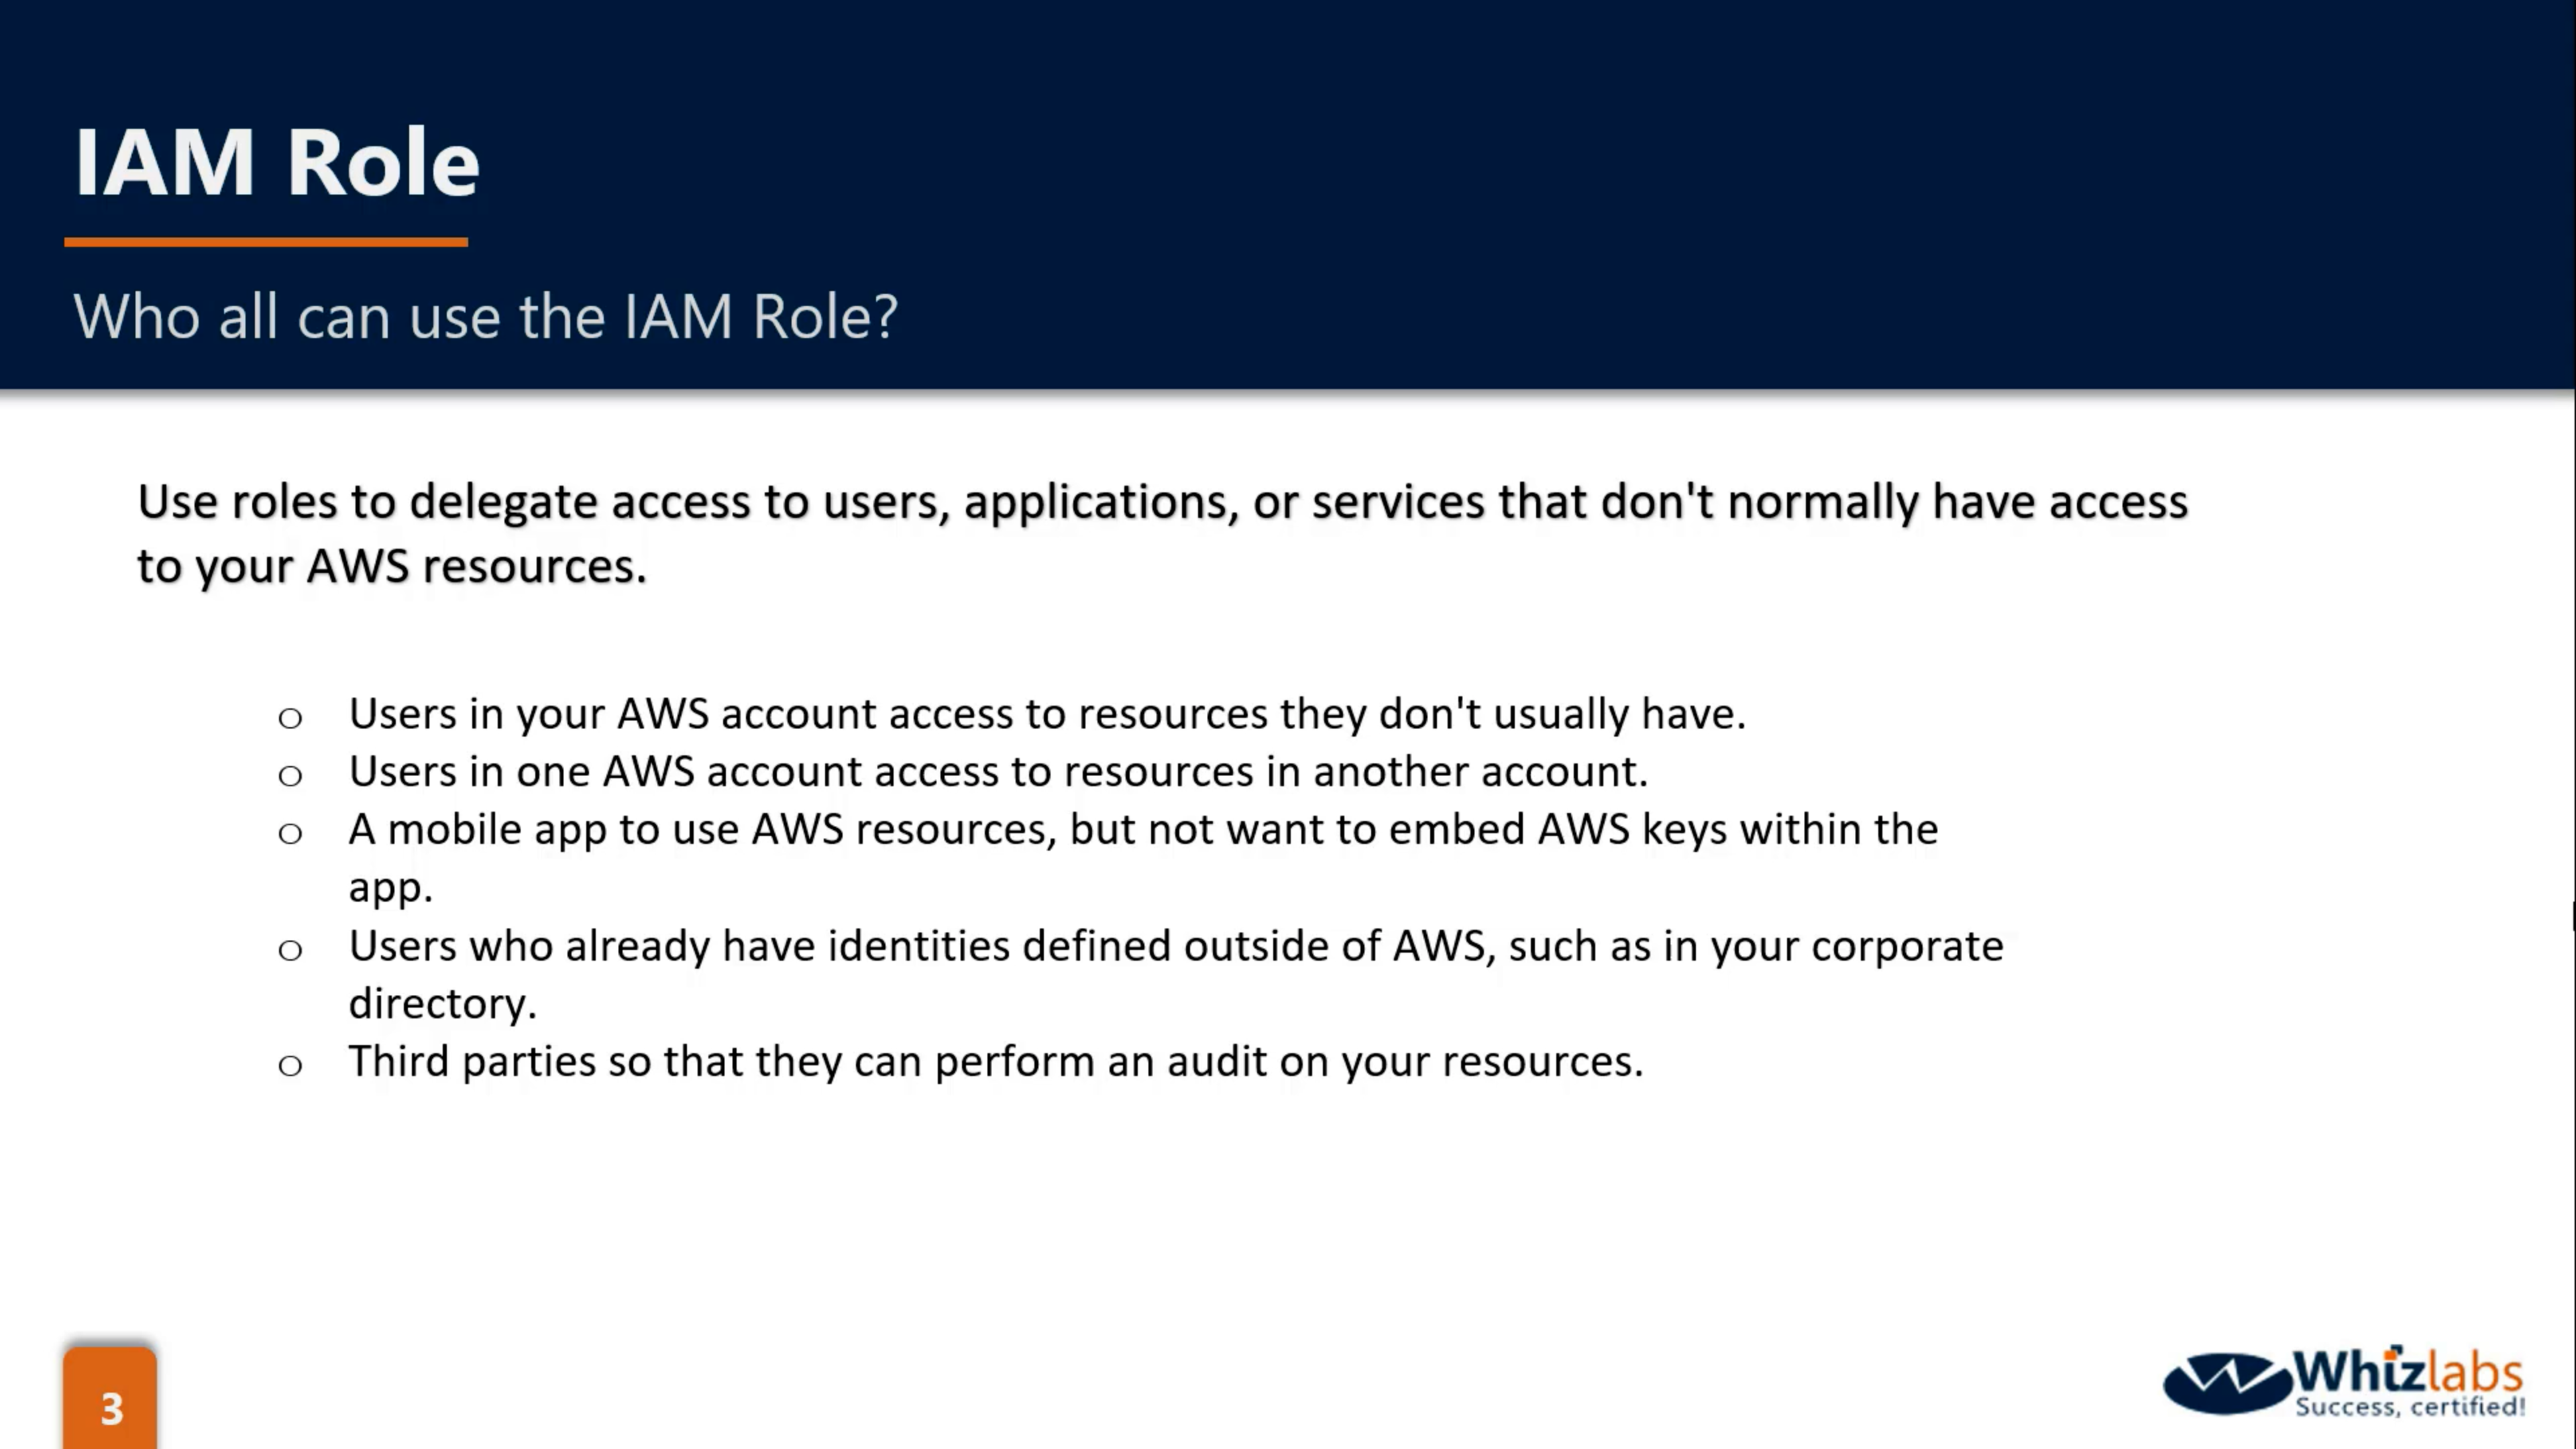 IAM Role
Who all can use the IAM Role?
Use roles to delegate access to users, applications, or services that don't normally have access
to your AWS resources.
o Users in your AWS account access to resources they don't usually have.
o Users in one AWS account access to resources in another account.
o A mobile app to use AWS resources, but not want to embed AWS keys within the
app.
o Users who already have identities defined outside of AWS, such as in your corporate
directory.
o Third parties so that they can perform an audit on your resources.
3
Whizlabs
Success, certified!